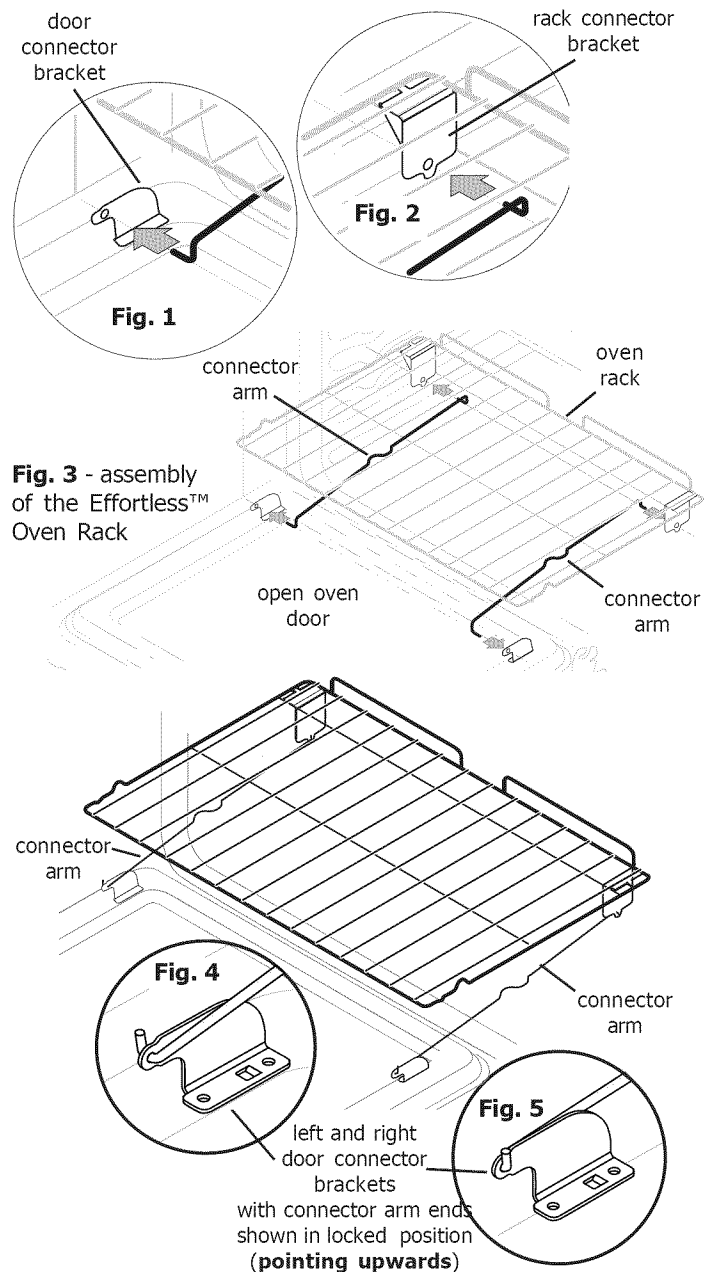 door
connector
bracket
rack connector
bracket
Fig. 2
Fig. 1
connector
arm
oven
rack
Fig. 3 - assembly
of the Effortless™
Oven Rack
open oven
door
connector
arm
connector
arm
Fig. 4
connector
arm
Fig. 5
left and right
door connector
brackets
with connector arm ends
shown in locked position
(pointing upwards)